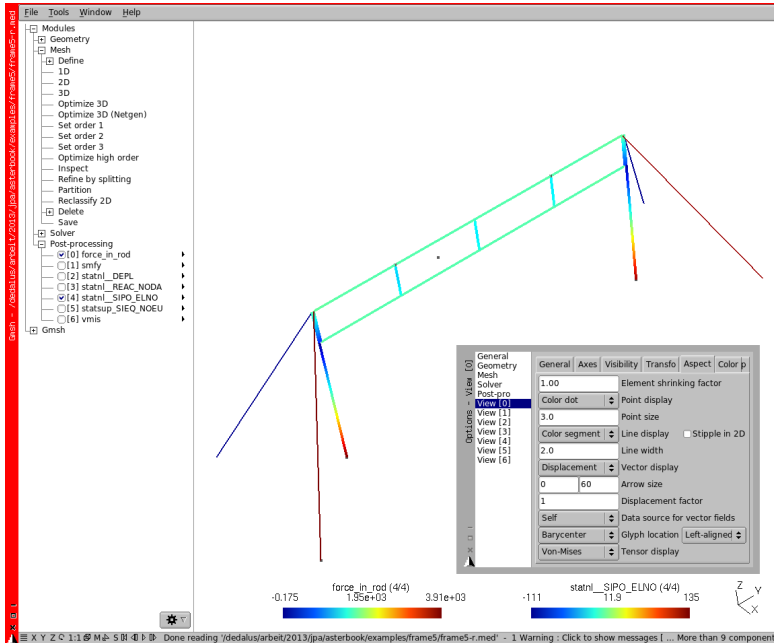 File Tools Window Help
Gmsh - /dedalus/arbeit/2013/jpa/asterbook/examples/frame5/frame5-r.med
Modules
Geometry
Mesh
Define
1D
2D
3D
Optimize 3D
Optimize 3D (Netgen)
Set order 1
Set order 2
Set order 3
Optimize high order
Inspect
Refine by splitting
Partition
Reclassify 2D
Delete
Save
Solver
Post-processing
[0] force_in_rod
[1] smfy
[2] statnl__DEPL
[3] statnl__REAC_NODA
[4] statnl__SIPO_ELNO
[5] statsup_SIEQ_NOEU
[6] vmis
Gmsh
Options - View [0]
General
Geometry
Mesh
Solver
Post-pro
View [0]
View [1]
View [2]
View [3]
View [4]
View [5]
View [6]
General Axes Visibility Transfo Aspect Color p
1.00 Element shrinking factor
Color dot Point display
3.0 Point size
Color segment Line display Stipple in 2D
2.0 Line width
Displacement Vector display
0 60 Arrow size
1 Displacement factor
Self Data source for vector fields
Barycenter Glyph location Left-aligned
Von-Mises Tensor display
force_in_rod (4/4)
-0.175 1.95e+03 3.91e+03
statnl__SIPO_ELNO (4/4)
-111 11.9 135
Z Y X
X Y Z 1:1 M S Done reading '/dedalus/arbeit/2013/jpa/asterbook/examples/frame5/frame5-r.med' - 1 Warning : Click to show messages [ ... More than 9 component